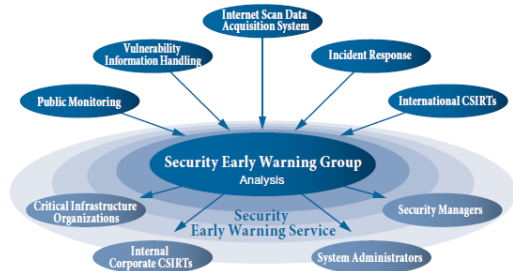 Internet Scan Data
Acquisition System
Vulnerability
Information Handling
Incident Response
Public Monitoring
International CSIRTs
Security Early Warning Group
Analysis
Critical Infrastructure
Organizations
Security Managers
Security
Early Warning Service
Internal
Corporate CSIRTs
System Administrators